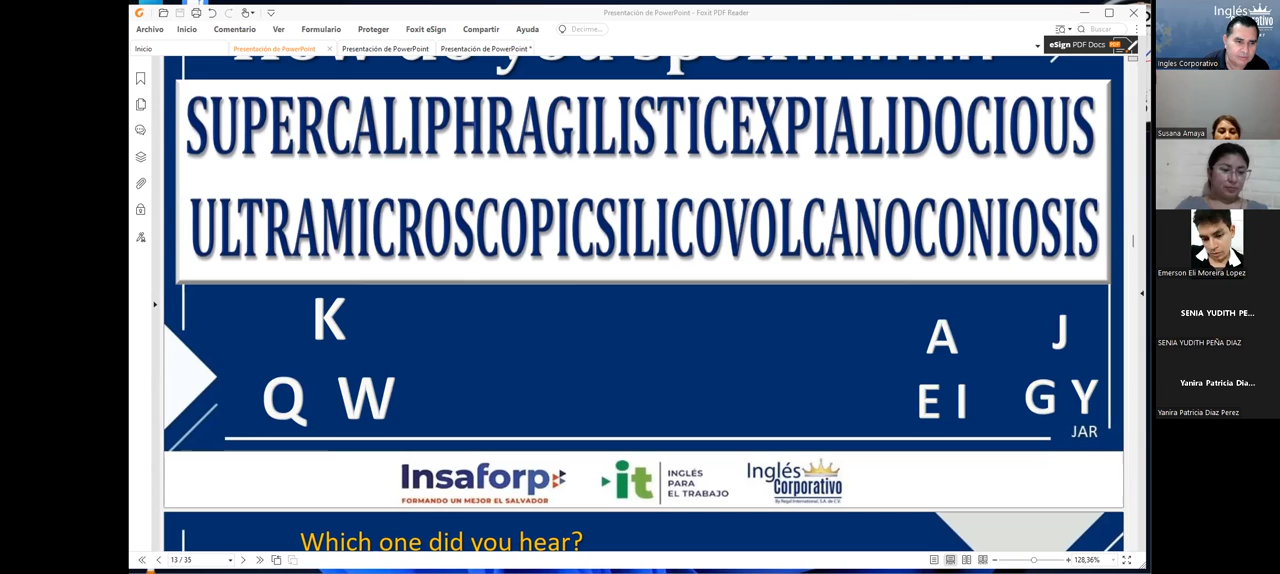 Presentación de PowerPoint - Foxit PDF Reader
Archivo Inicio Comentario Ver Formulario Proteger Foxit eSign Compartir Ayuda Decirme... Buscar
Inicio Presentación de PowerPoint Presentación de PowerPoint Presentación de PowerPoint * eSign PDF Docs
SUPERCALIPHRAGILISTICEXPIALIDOCIOUS
ULTRAMICROSCOPICSILICOVOLCANOCONIOSIS
K
A J
Q W
E I G Y
JAR
Insaforp
FORMANDO UN MEJOR EL SALVADOR
it INGLÉS PARA EL TRABAJO
Inglés Corporativo
Which one did you hear?
13 / 35
128,36%
Inglés
Ingles Corporativo
Susana Amaya
Emerson Eli Moreira Lopez
SENIA YUDITH PE...
SENIA YUDITH PEÑA DIAZ
Yanira Patricia Dia...
Yanira Patricia Diaz Perez